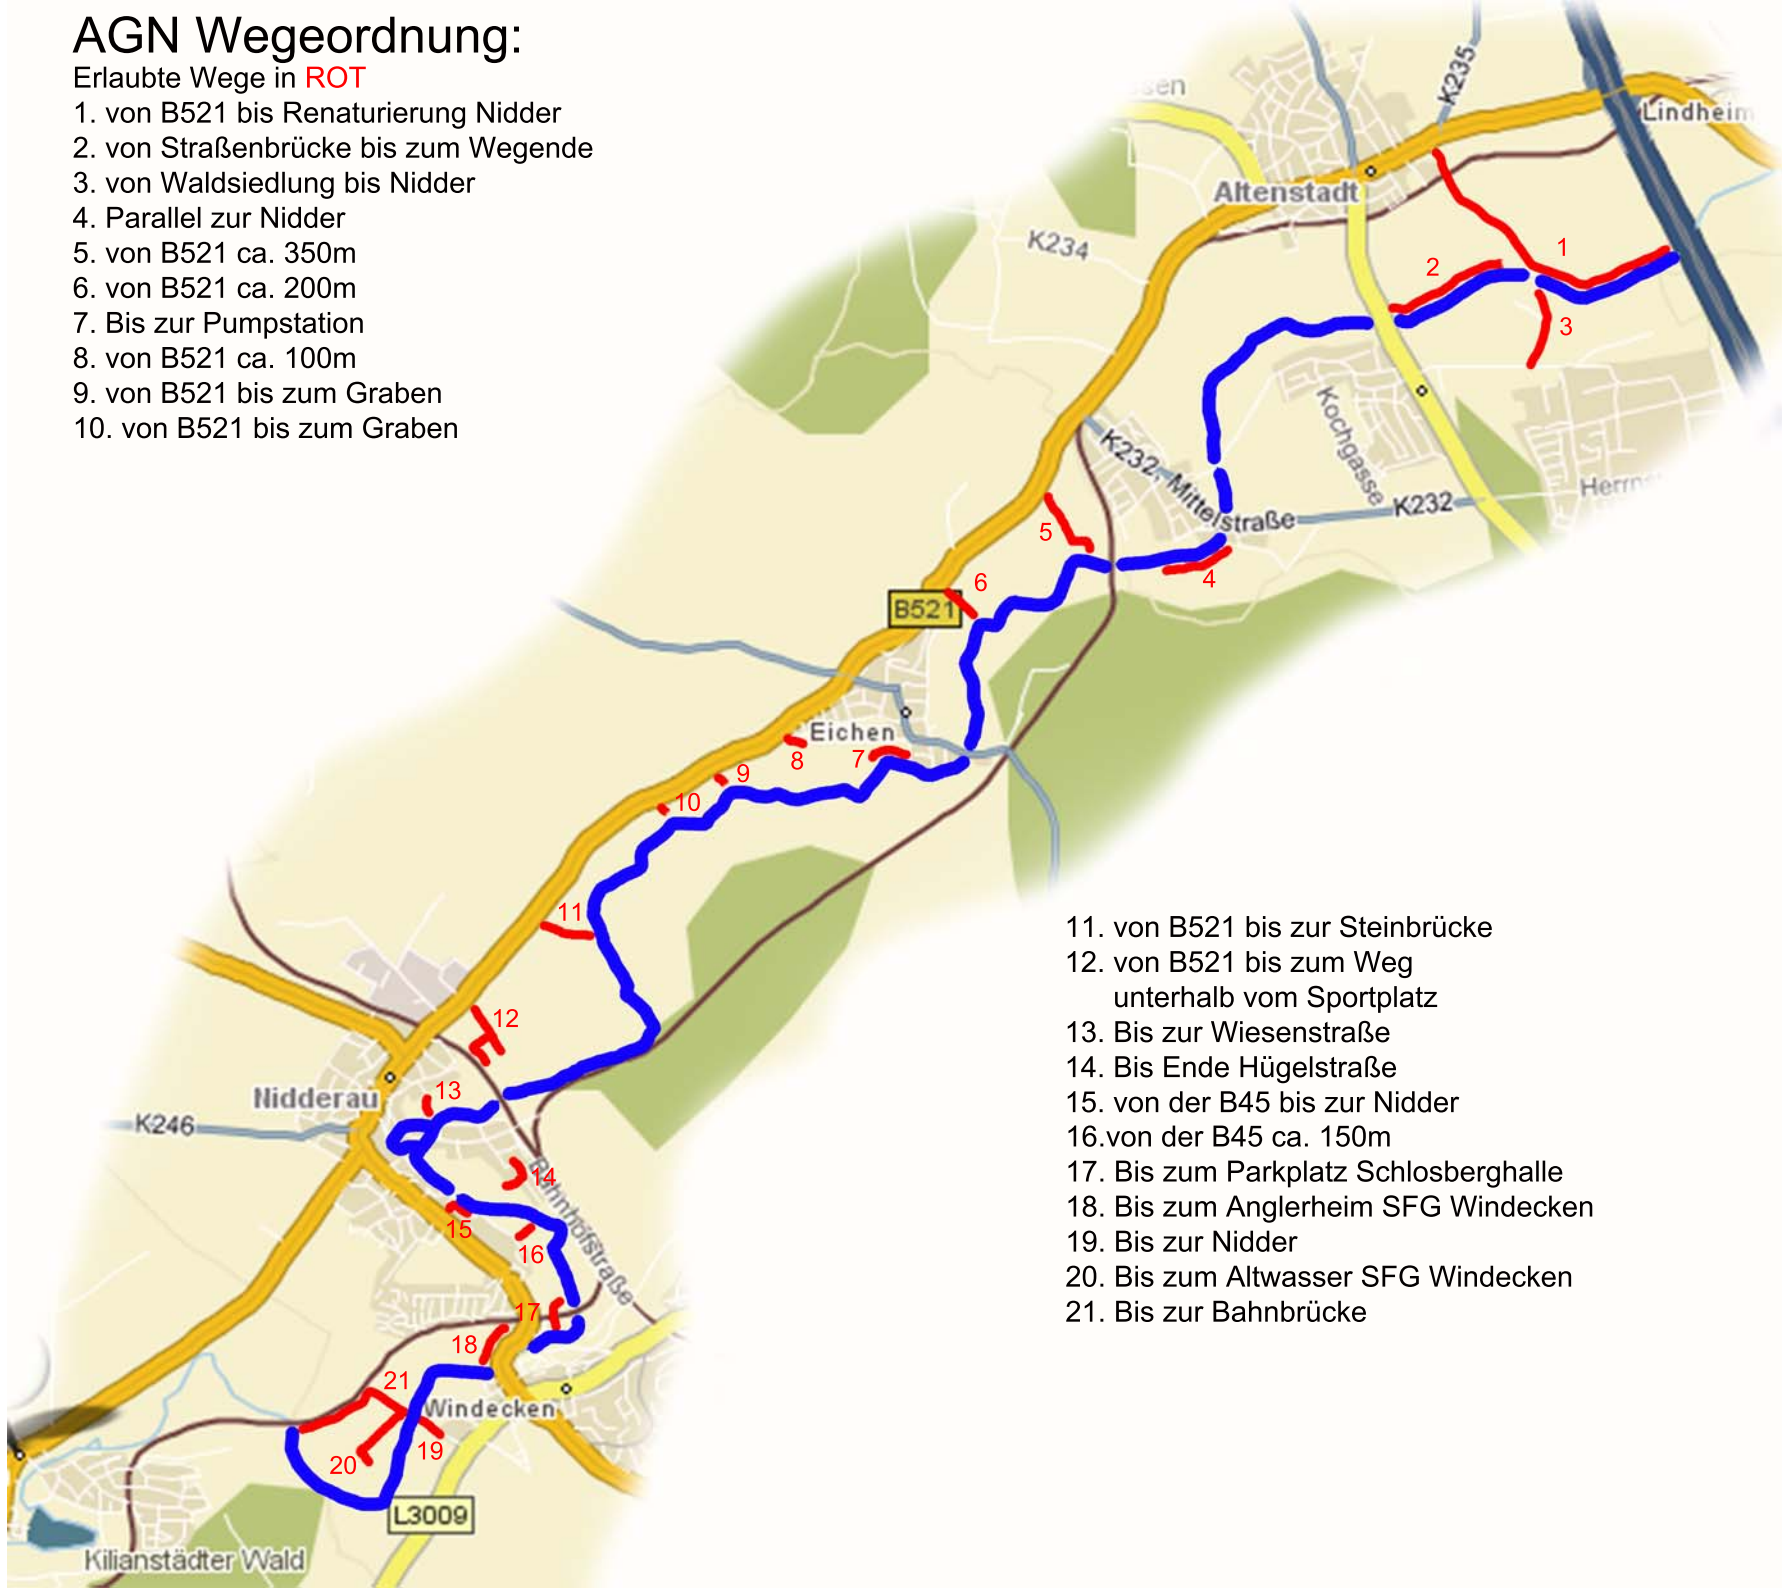 AGN Wegeordnung:
Erlaubte Wege in ROT
1. von B521 bis Renaturierung Nidder
2. von Straßenbrücke bis zum Wegende
3. von Waldsiedlung bis Nidder
4. Parallel zur Nidder
5. von B521 ca. 350m
6. von B521 ca. 200m
7. Bis zur Pumpstation
8. von B521 ca. 100m
9. von B521 bis zum Graben
10. von B521 bis zum Graben
K235
Lindheim
Altenstadt
K234
1
2
3
Kochgasse
K232, Mittelstraße
K232
5
4
6
B521
Eichen
7
8
9
10
11
12
13
Nidderau
K246
14
Bahnhofstraße
15
16
17
18
21
Windecken
19
20
L3009
Kilianstädter Wald
11. von B521 bis zur Steinbrücke
12. von B521 bis zum Weg
unterhalb vom Sportplatz
13. Bis zur Wiesenstraße
14. Bis Ende Hügelstraße
15. von der B45 bis zur Nidder
16.von der B45 ca. 150m
17. Bis zum Parkplatz Schlosberghalle
18. Bis zum Anglerheim SFG Windecken
19. Bis zur Nidder
20. Bis zum Altwasser SFG Windecken
21. Bis zur Bahnbrücke